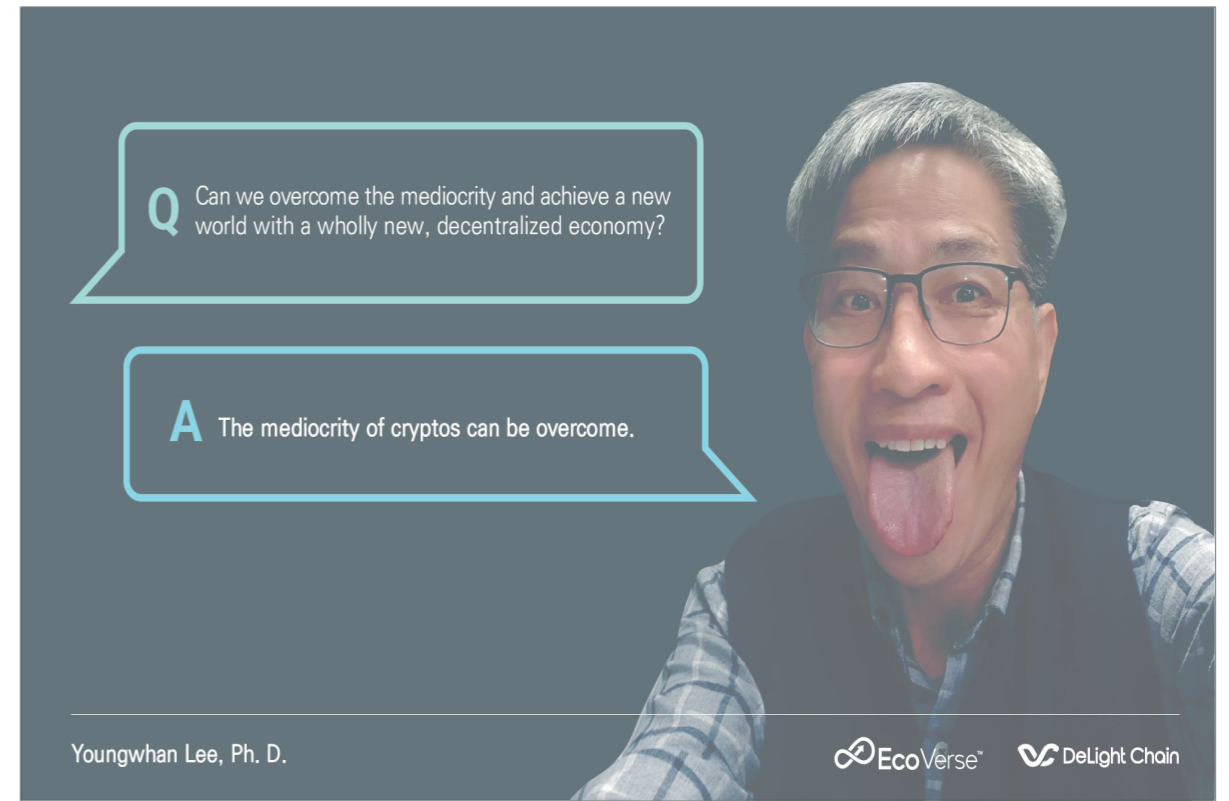 Q Can we overcome the mediocrity and achieve a new
world with a wholly new, decentralized economy?
A The mediocrity of cryptos can be overcome.
Youngwhan Lee, Ph. D.
EcoVerse™ DeLight Chain